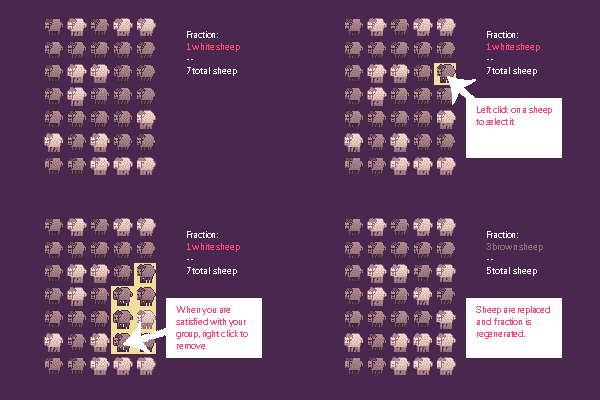 Fraction:
1 white sheep
--
7 total sheep
Fraction:
1 white sheep
--
7 total sheep
Left click on a sheep
to select it
Fraction:
1 white sheep
--
7 total sheep
When you are
satisfied with your
group, right click to
remove
Fraction:
3 brown sheep
--
5 total sheep
Sheep are replaced
and fraction is
regenerated.